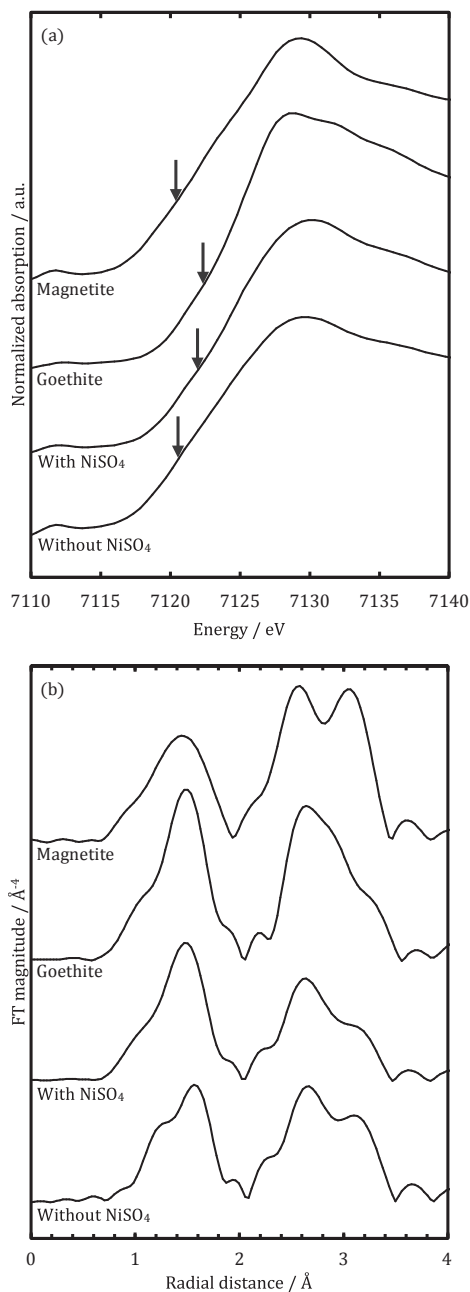 (a)
Normalized absorption / a.u.
Magnetite
Goethite
With NiSO₄
Without NiSO₄
7110 7115 7120 7125 7130 7135 7140
Energy / eV
(b)
FT magnitude / Å⁻⁴
Magnetite
Goethite
With NiSO₄
Without NiSO₄
0 1 2 3 4
Radial distance / Å